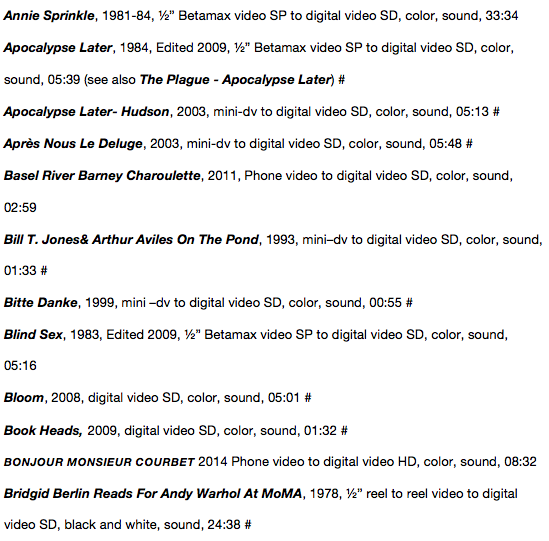 Annie Sprinkle, 1981-84, ½” Betamax video SP to digital video SD, color, sound, 33:34
Apocalypse Later, 1984, Edited 2009, ½” Betamax video SP to digital video SD, color,
sound, 05:39 (see also The Plague - Apocalypse Later) #
Apocalypse Later- Hudson, 2003, mini-dv to digital video SD, color, sound, 05:13 #
Après Nous Le Deluge, 2003, mini-dv to digital video SD, color, sound, 05:48 #
Basel River Barney Charoulette, 2011, Phone video to digital video SD, color, sound,
02:59
Bill T. Jones& Arthur Aviles On The Pond, 1993, mini–dv to digital video SD, color, sound,
01:33 #
Bitte Danke, 1999, mini –dv to digital video SD, color, sound, 00:55 #
Blind Sex, 1983, Edited 2009, ½” Betamax video SP to digital video SD, color, sound,
05:16
Bloom, 2008, digital video SD, color, sound, 05:01 #
Book Heads, 2009, digital video SD, color, sound, 01:32 #
BONJOUR MONSIEUR COURBET 2014 Phone video to digital video HD, color, sound, 08:32
Bridgid Berlin Reads For Andy Warhol At MoMA, 1978, ½” reel to reel video to digital
video SD, black and white, sound, 24:38 #